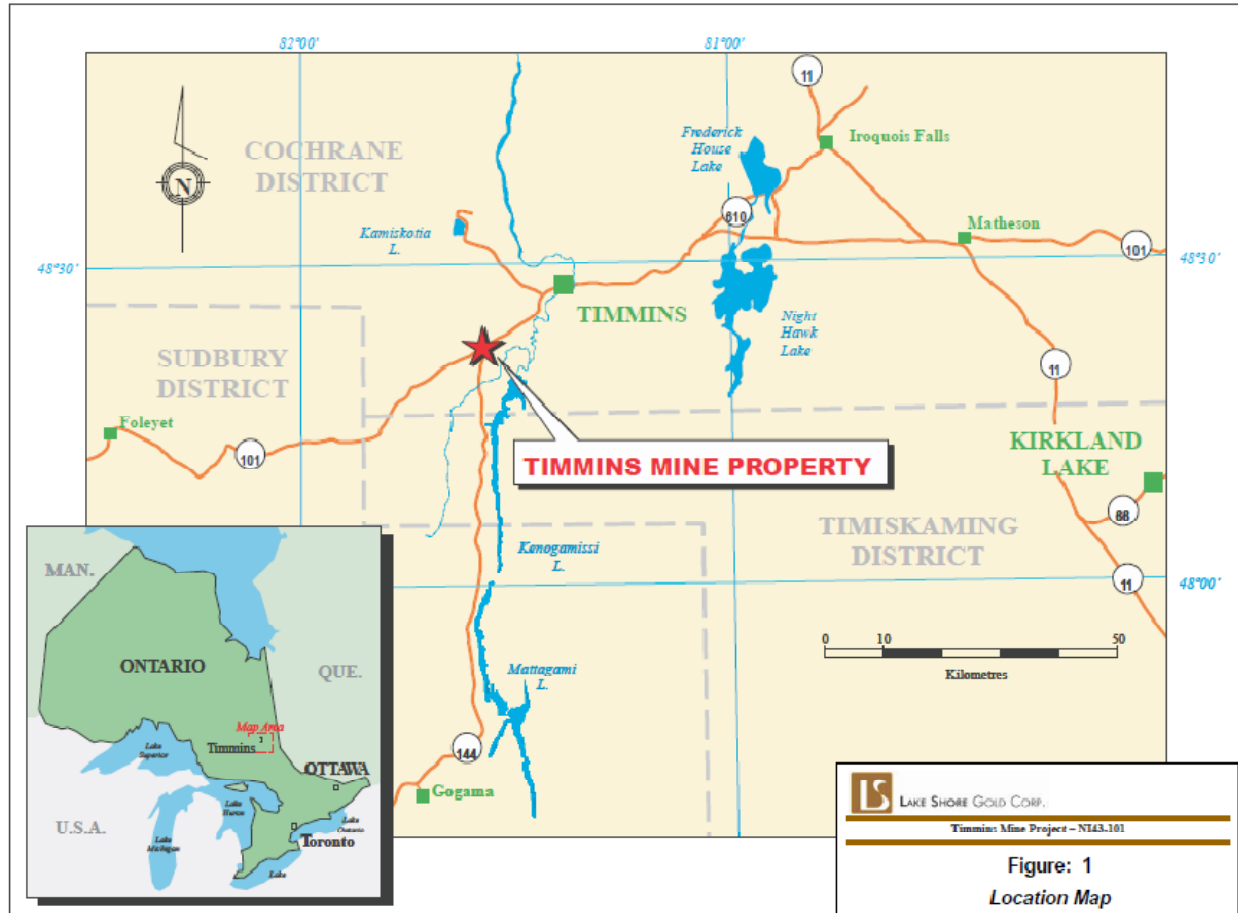 82°00'
81°00'
11
Frederick
House
Lake
Iroquois Falls
COCHRANE
DISTRICT
N
610
Matheson
Kamiskotia
L.
101
48°30'
48°30'
TIMMINS
Night
Hawk
Lake
SUDBURY
DISTRICT
11
Foleyet
101
TIMMINS MINE PROPERTY
KIRKLAND
LAKE
66
TIMISKAMING
DISTRICT
Kenogamissi
L.
11
48°00'
0 10 50
Kilometres
Mattagami
L.
144
Gogama
MAN.
ONTARIO
QUE.
Map Area
Timmins
Lake
Superior
OTTAWA
Lake
Huron
Lake
Ontario
U.S.A.
Lake
Michigan
Toronto
Lake
LS LAKE SHORE GOLD CORP.
Timmins Mine Project – NI43-101
Figure: 1
Location Map